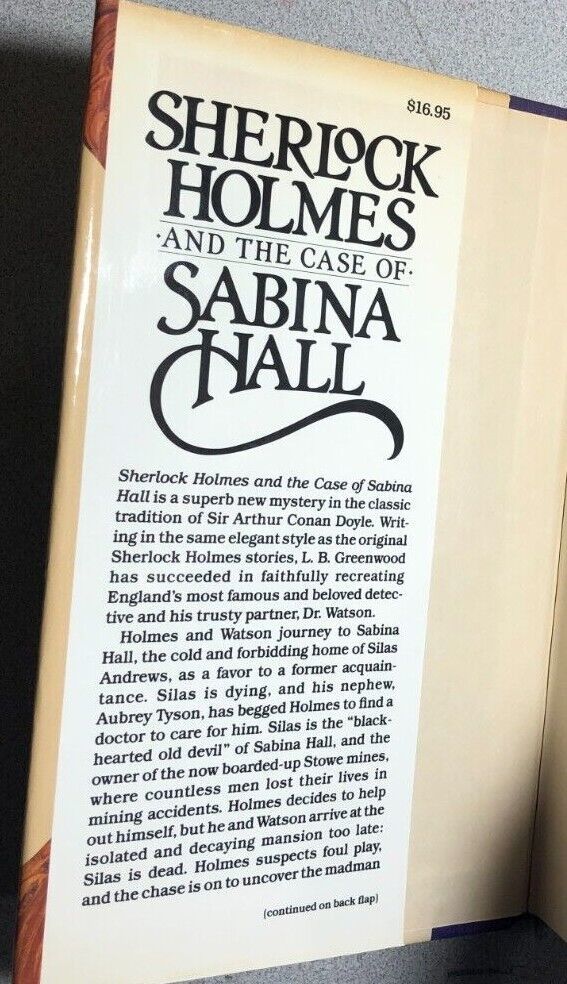 $16.95
SHERLOCK
HOLMES
·AND THE CASE OF·
SABINA
HALL
Sherlock Holmes and the Case of Sabina
Hall is a superb new mystery in the classic
tradition of Sir Arthur Conan Doyle. Writ-
ing in the same elegant style as the original
Sherlock Holmes stories, L. B. Greenwood
has succeeded in faithfully recreating
England's most famous and beloved detec-
tive and his trusty partner, Dr. Watson.
Holmes and Watson journey to Sabina
Hall, the cold and forbidding home of Silas
Andrews, as a favor to a former acquain-
tance. Silas is dying, and his nephew,
Aubrey Tyson, has begged Holmes to find a
doctor to care for him. Silas is the "black-
hearted old devil" of Sabina Hall, and the
owner of the now boarded-up Stowe mines,
where countless men lost their lives in
mining accidents. Holmes decides to help
out himself, but he and Watson arrive at the
isolated and decaying mansion too late:
Silas is dead. Holmes suspects foul play,
and the chase is on to uncover the madman
(continued on back flap)